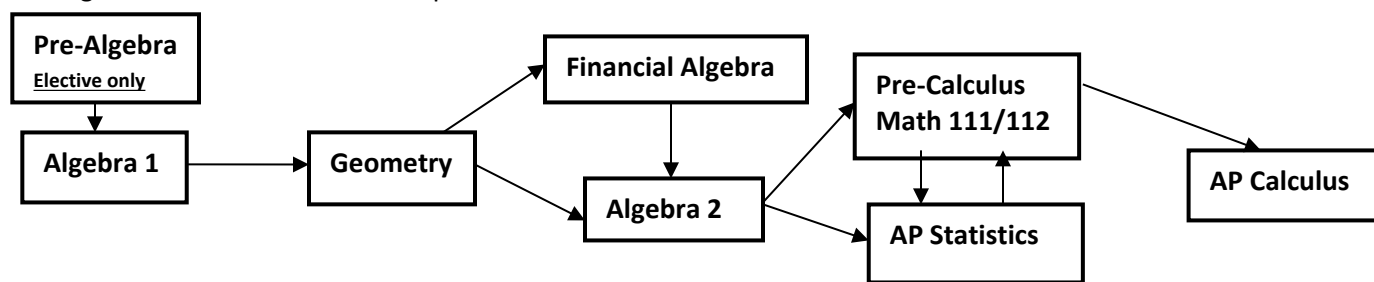 Pre-Algebra
Elective only
Algebra 1
Geometry
Financial Algebra
Algebra 2
Pre-Calculus
Math 111/112
AP Statistics
AP Calculus